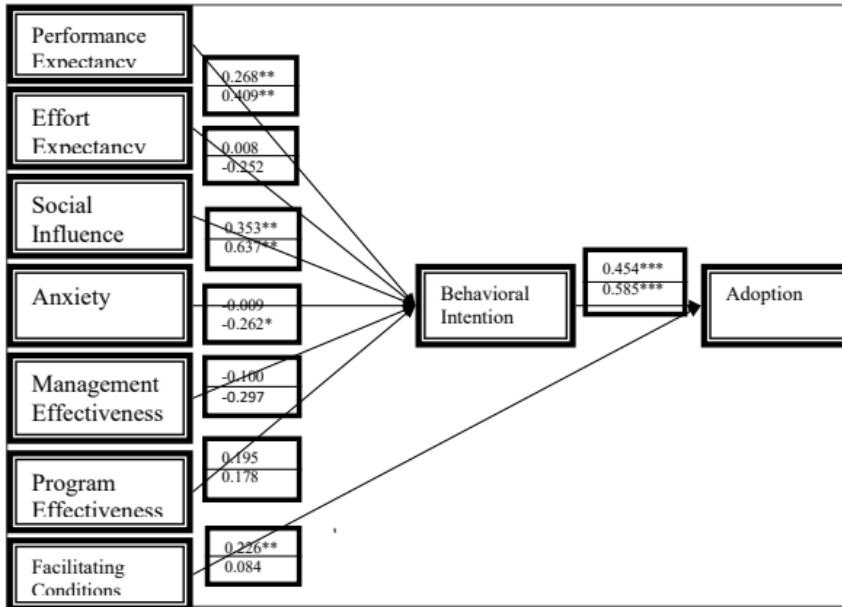 Performance
Expectancy
0.268**
0.409**
Effort
Expectancy
0.008
-0.252
Social
Influence
0.353**
0.637**
Anxiety
-0.009
-0.262*
Management
Effectiveness
-0.100
-0.297
Program
Effectiveness
0.195
0.178
Facilitating
Conditions
0.226**
0.084
Behavioral
Intention
0.454***
0.585***
Adoption